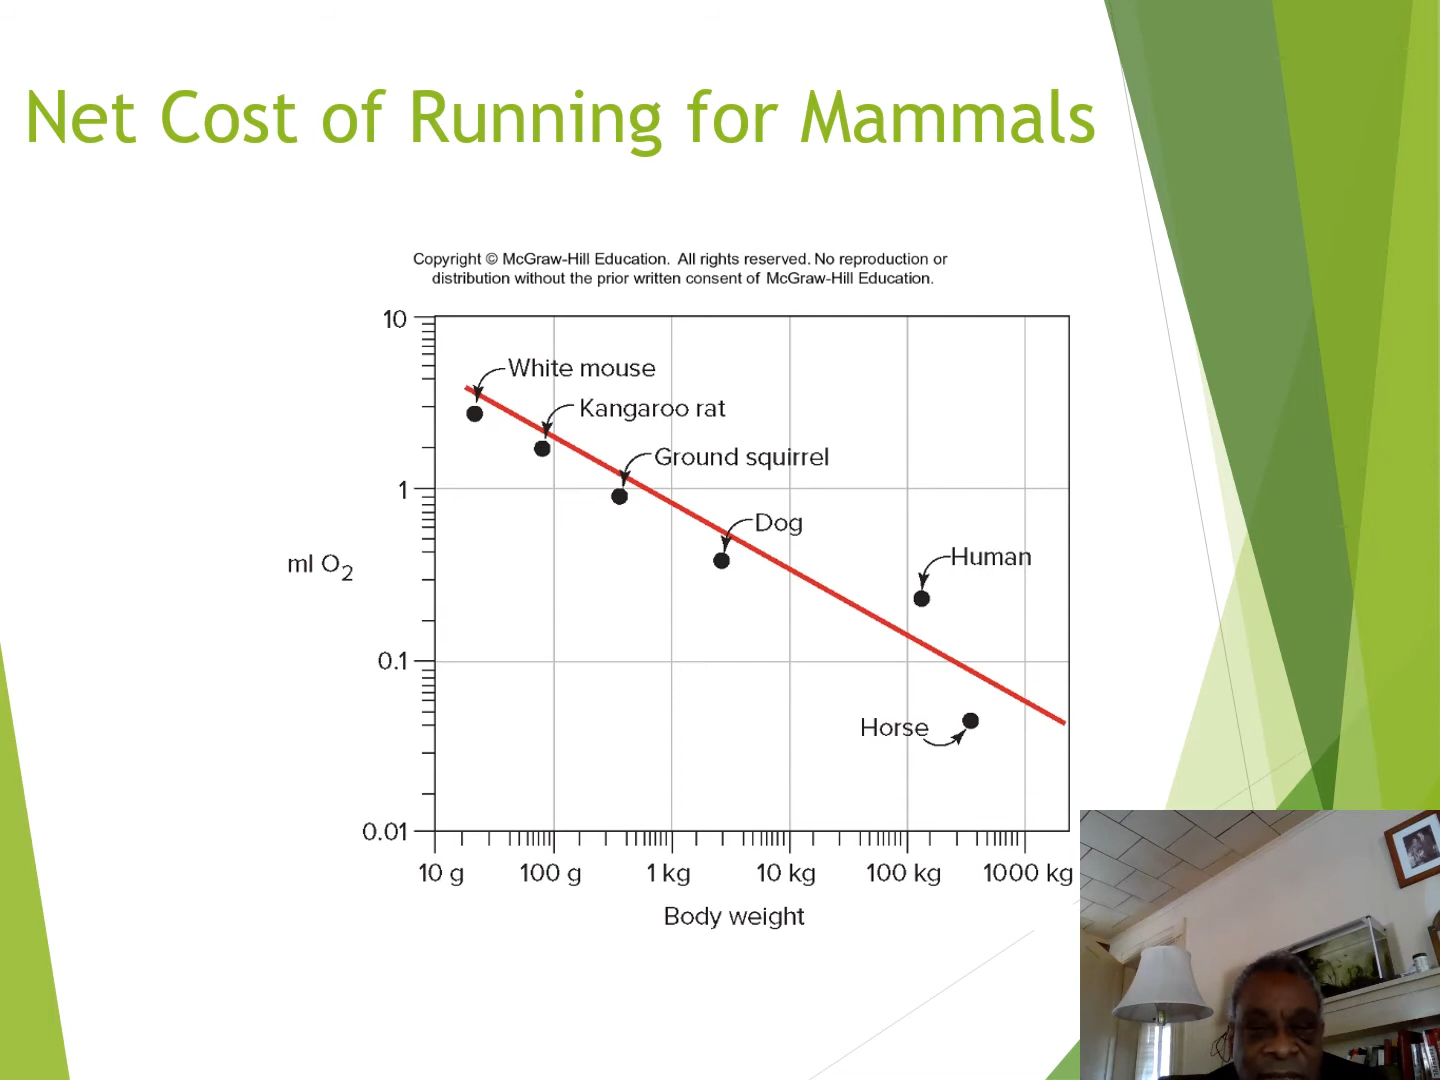 Net Cost of Running for Mammals
Copyright © McGraw-Hill Education. All rights reserved. No reproduction or
distribution without the prior written consent of McGraw-Hill Education.
10
White mouse
Kangaroo rat
Ground squirrel
1
Dog
Human
ml O₂
0.1
Horse
0.01
10 g 100 g 1 kg 10 kg 100 kg 1000 kg
Body weight